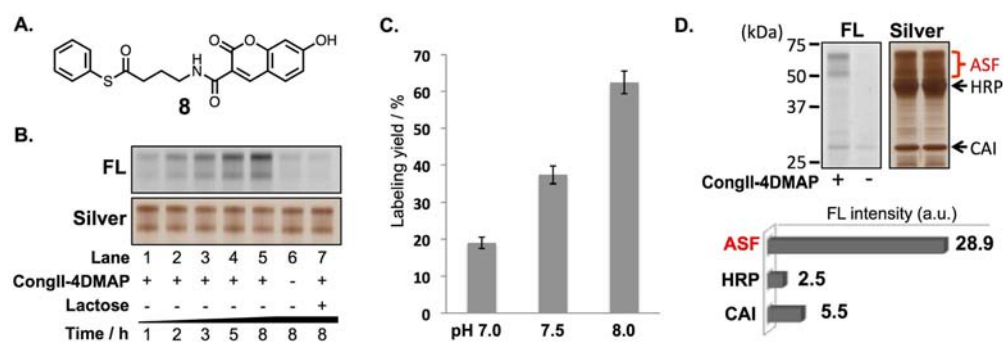 A.
O
S
N
H
O
O
O
OH
8
B.
FL
Silver
Lane 1 2 3 4 5 6 7
CongII-4DMAP + + + + + - +
Lactose - - - - - - +
Time / h 1 2 3 5 8 8 8
C.
Labeling yield / %
70
60
50
40
30
20
10
0
pH 7.0 7.5 8.0
D.
(kDa) FL Silver
75
50
37
25
ASF
HRP
CAI
CongII-4DMAP + -
FL intensity (a.u.)
ASF 28.9
HRP 2.5
CAI 5.5